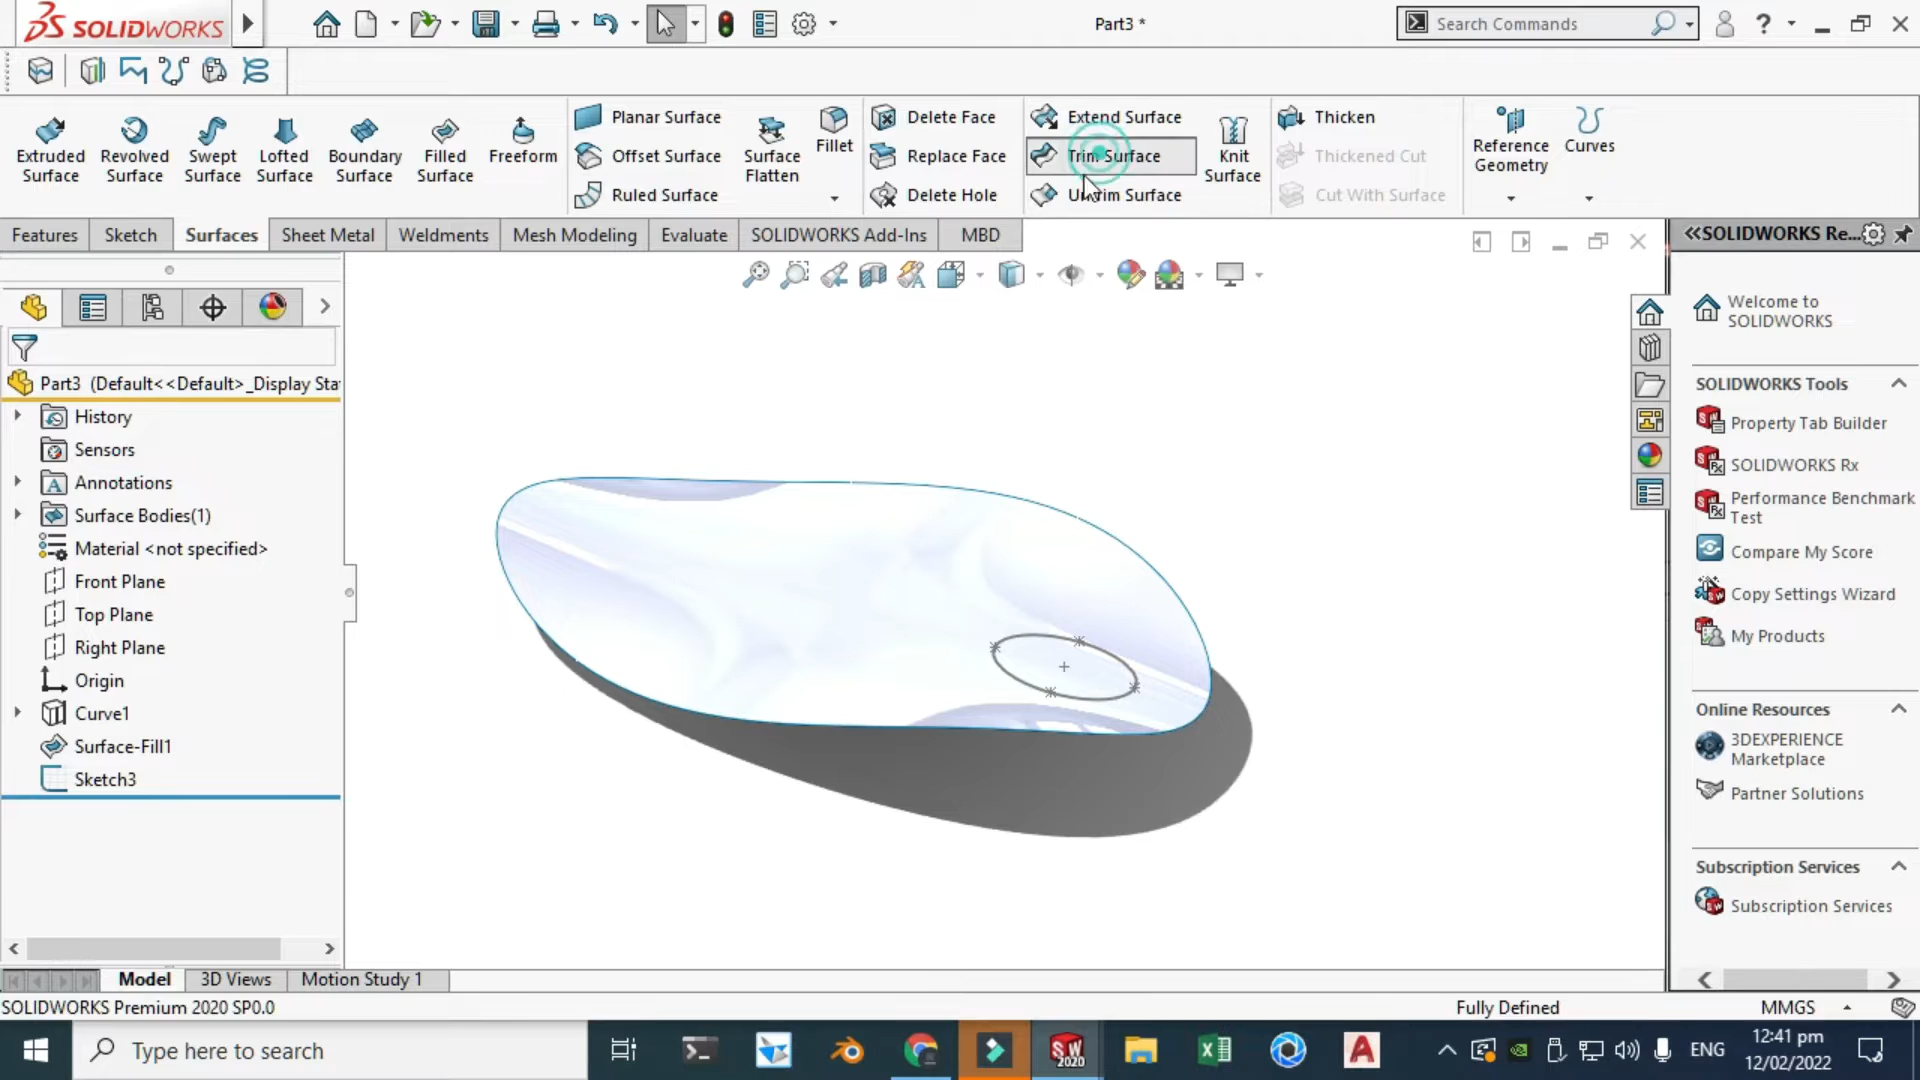 SOLIDWORKS
Part3 *
Search Commands
Extruded
Surface
Revolved
Surface
Swept
Surface
Lofted
Surface
Boundary
Surface
Filled
Surface
Freeform
Planar Surface
Offset Surface
Ruled Surface
Surface
Flatten
Fillet
Delete Face
Replace Face
Delete Hole
Extend Surface
Trim Surface
Untrim Surface
Knit
Surface
Thicken
Thickened Cut
Cut With Surface
Reference
Geometry
Curves
Features
Sketch
Surfaces
Sheet Metal
Weldments
Mesh Modeling
Evaluate
SOLIDWORKS Add-Ins
MBD
Part3 (Default<<Default>_Display Sta
History
Sensors
Annotations
Surface Bodies(1)
Material <not specified>
Front Plane
Top Plane
Right Plane
Origin
Curve1
Surface-Fill1
Sketch3
SOLIDWORKS Re...
Welcome to
SOLIDWORKS
SOLIDWORKS Tools
Property Tab Builder
SOLIDWORKS Rx
Performance Benchmark
Test
Compare My Score
Copy Settings Wizard
My Products
Online Resources
3DEXPERIENCE
Marketplace
Partner Solutions
Subscription Services
Subscription Services
Model
3D Views
Motion Study 1
SOLIDWORKS Premium 2020 SP0.0
Fully Defined
MMGS
Type here to search
SW
2020
ENG
12:41 pm
12/02/2022